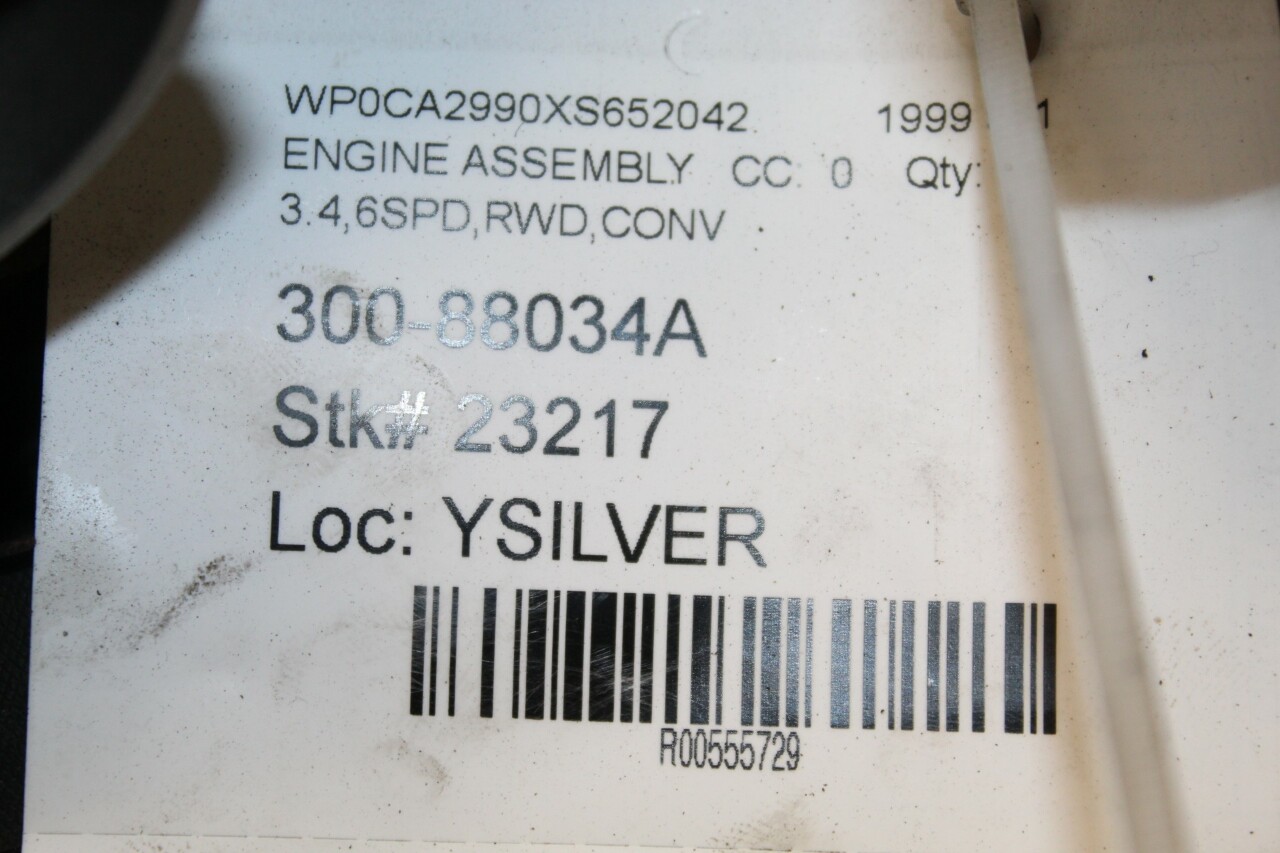 WP0CA2990XS652042. 1999
ENGINE ASSEMBLY CC: 0 Qty:
3.4,6SPD,RWD,CONV
300-88034A
Stk# 23217
Loc: YSILVER
R00555729